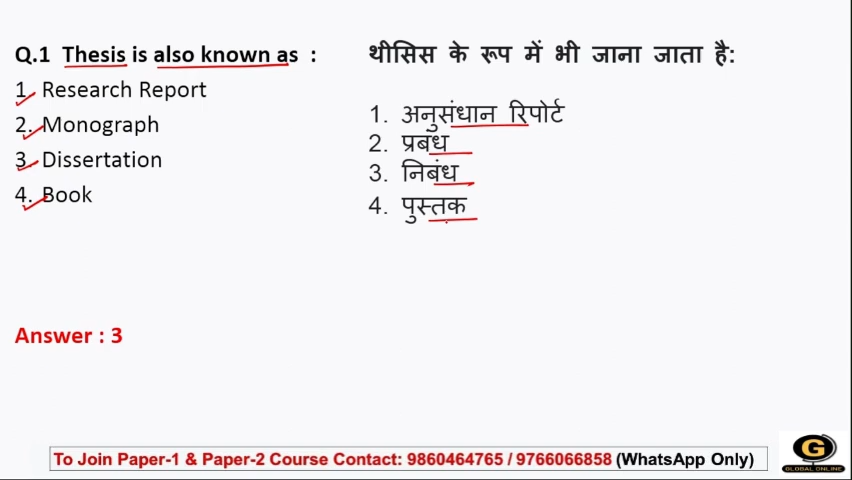 Q.1 Thesis is also known as :
1. Research Report
2. Monograph
3. Dissertation
4. Book
थीसिस के रूप में भी जाना जाता है:
1. अनुसंधान रिपोर्ट
2. प्रबंध
3. निबंध
4. पुस्तक
Answer : 3
To Join Paper-1 & Paper-2 Course Contact: 9860464765 / 9766066858 (WhatsApp Only)
G
GLOBAL ONLINE